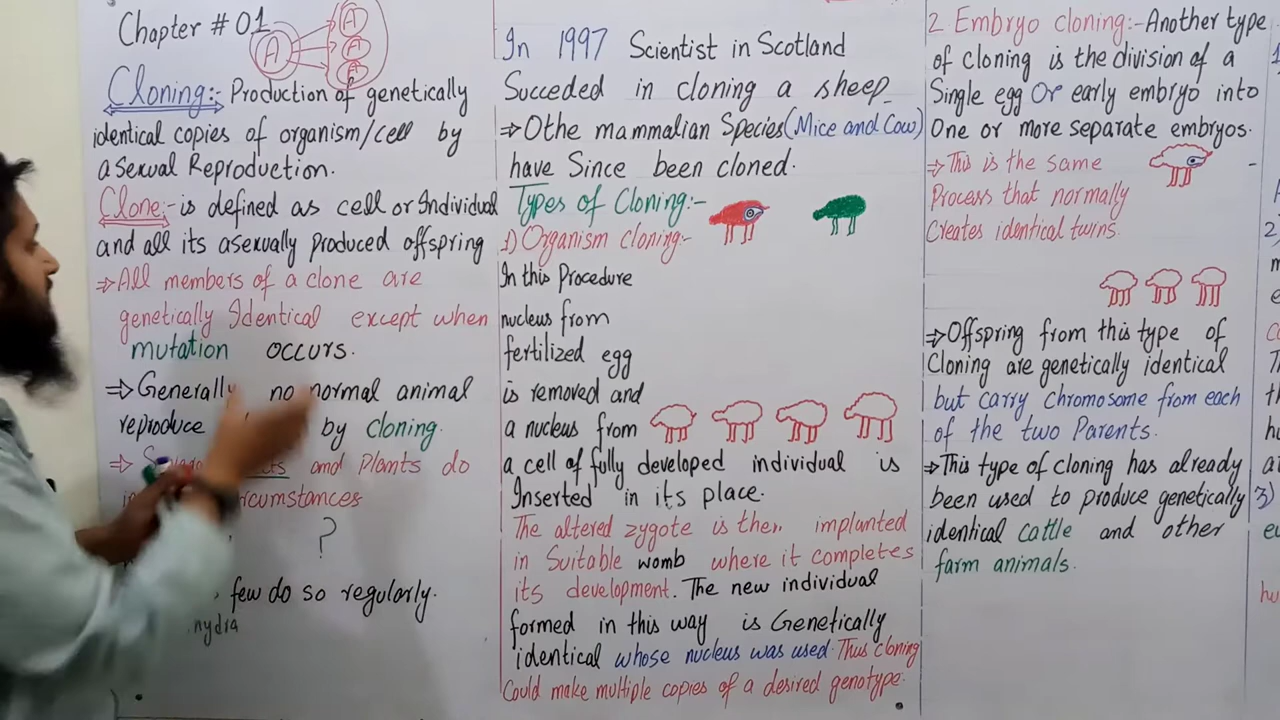 Chapter # 01
A
A
A
A
Cloning:- Production of genetically
identical copies of organism/cell by
asexual Reproduction.
Clone:- is defined as cell or Individual
and all its asexually produced offspring
⇒All members of a clone are
genetically Identical except when
mutation occurs.
⇒Generally no normal animal
reproduce by cloning.
⇒ and Plants do
?
few do so regularly.
hydra
In 1997 Scientist in Scotland
Succeded in cloning a sheep
⇒Othe mammalian Species(Mice and Cow)
have Since been cloned.
Types of Cloning:-
1) Organism cloning:-
In this Procedure
nucleus from
fertilized egg
is removed and
a nucleus from
a cell of fully developed individual is
Inserted in its place.
The altered zygote is then implanted
in Suitable womb where it completes
its development. The new individual
formed in this way is Genetically
identical whose nucleus was used. Thus cloning
Could make multiple copies of a desired genotype.
2. Embryo cloning:- Another type
of cloning is the division of a
Single egg Or early embryo into
One or more separate embryos.
⇒This is the same
Process that normally
Creates identical twins.
⇒Offspring from this type of
Cloning are genetically identical
but carry Chromosome from each
of the two Parents.
⇒This type of cloning has already
been used to produce genetically
identical cattle and other
farm animals.
2
3)